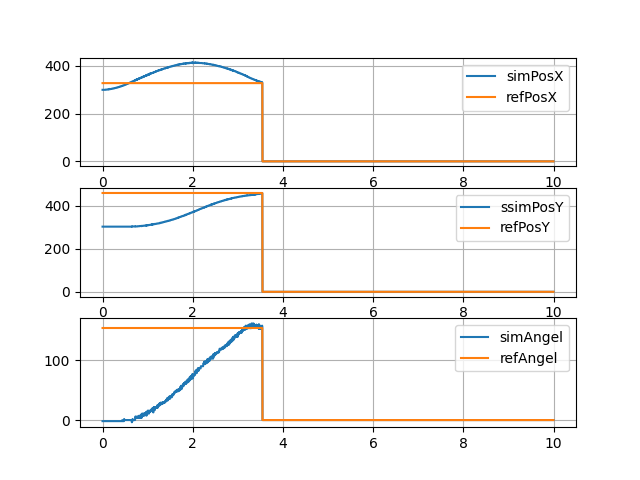 400
200
0
simPosX
refPosX
0 2 4 6 8 10
400
200
0
ssimPosY
refPosY
0 2 4 6 8 10
100
0
simAngel
refAngel
0 2 4 6 8 10